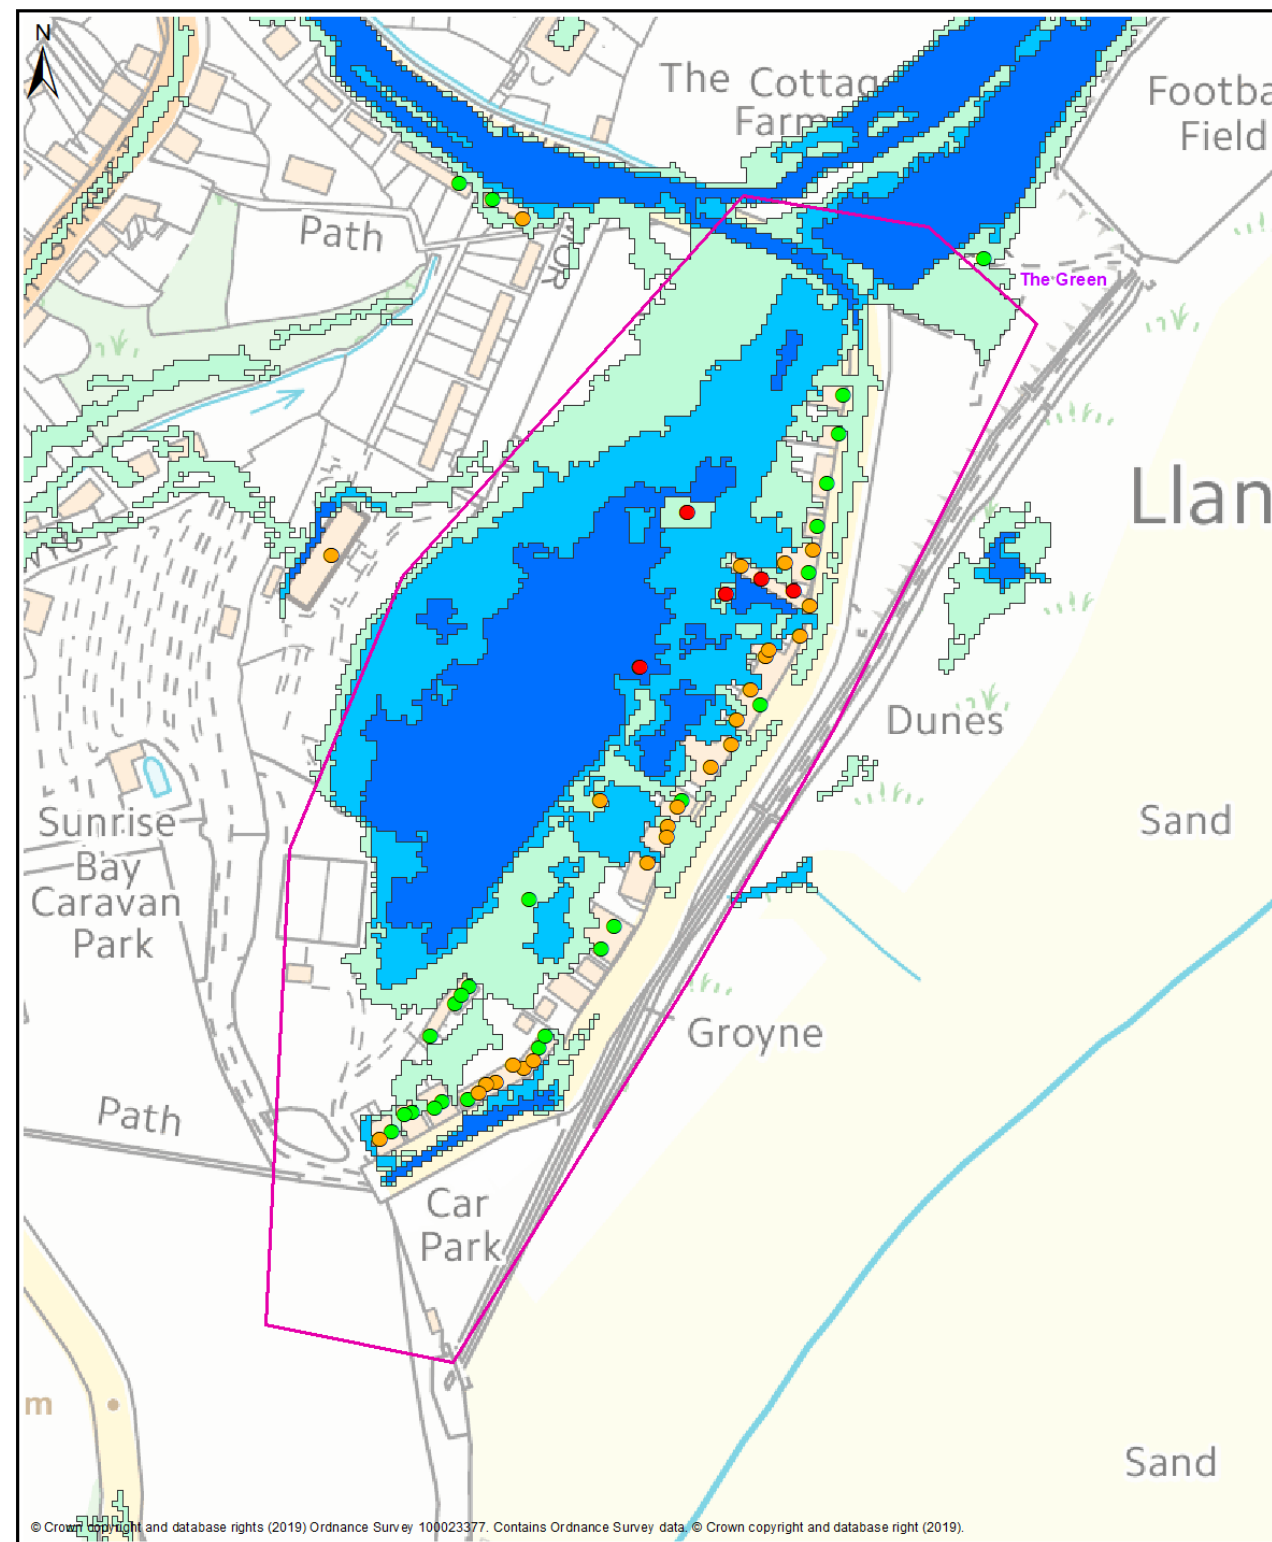 N
The Cottage
Farm
Footba
Field
Path
The Green
Llan
Dunes
Sunrise
Bay
Caravan
Park
Sand
Groyne
Path
Car
Park
m
Sand
© Crown copyright and database rights (2019) Ordnance Survey 100023377. Contains Ordnance Survey data. © Crown copyright and database right (2019).